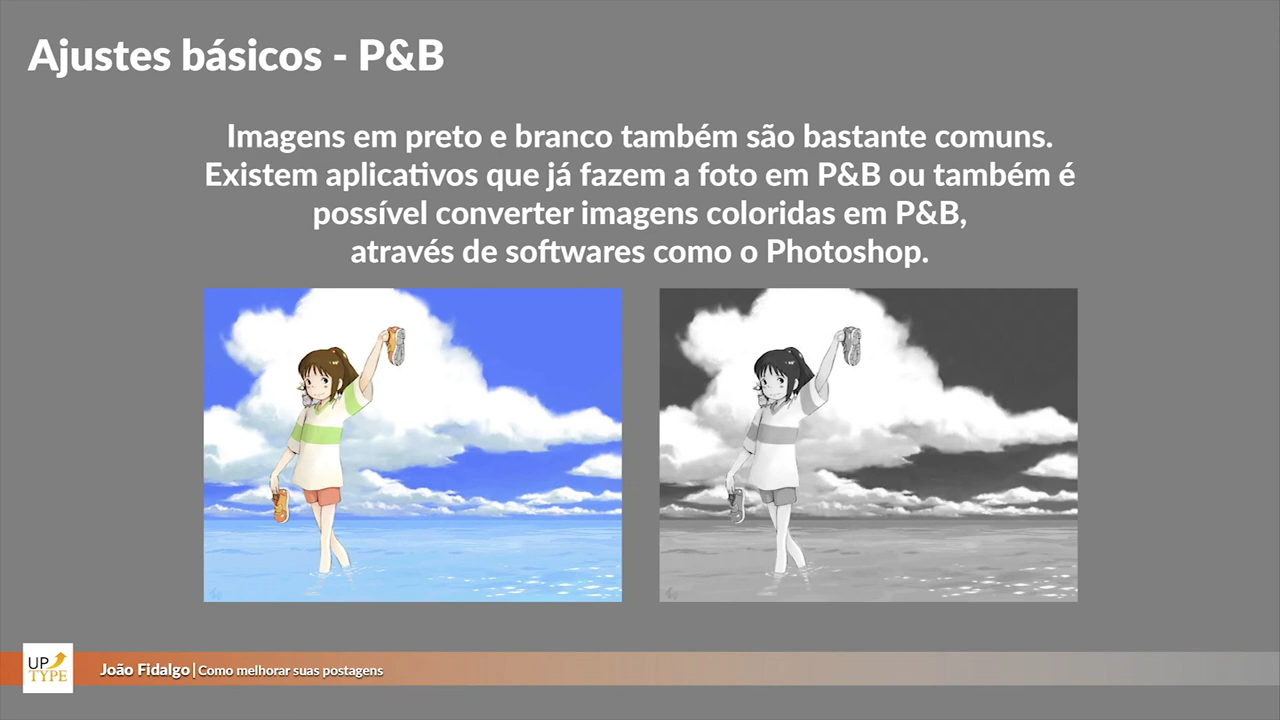 Ajustes básicos - P&B
Imagens em preto e branco também são bastante comuns.
Existem aplicativos que já fazem a foto em P&B ou também é
possível converter imagens coloridas em P&B,
através de softwares como o Photoshop.
UP
TYPE
João Fidalgo|Como melhorar suas postagens